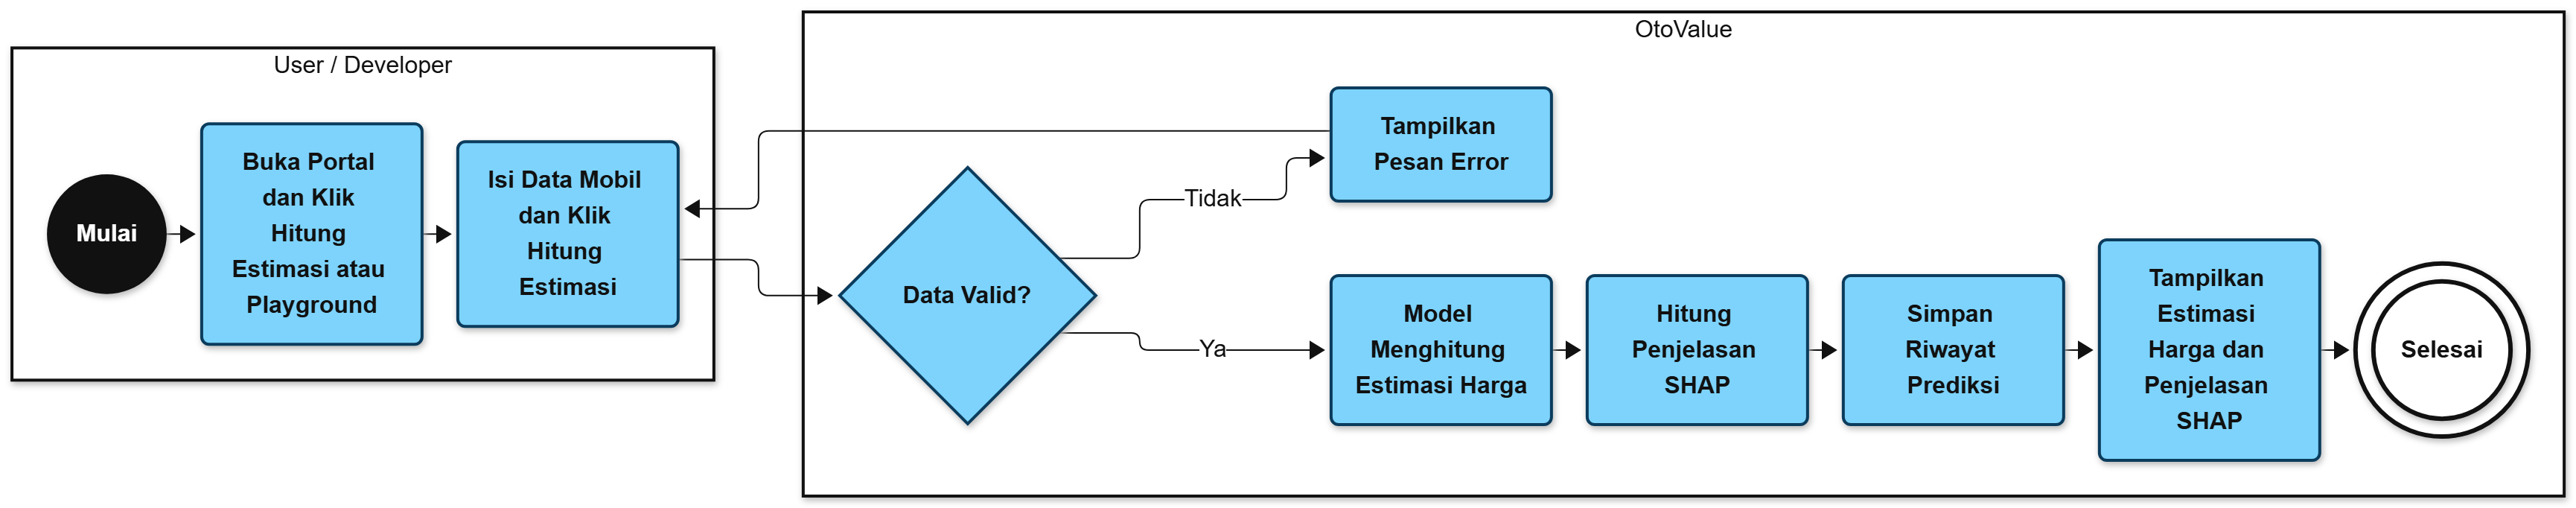 User / Developer
Mulai
Buka Portal
dan Klik
Hitung
Estimasi atau
Playground
Isi Data Mobil
dan Klik
Hitung
Estimasi
OtoValue
Data Valid?
Tidak
Tampilkan
Pesan Error
Ya
Model
Menghitung
Estimasi Harga
Hitung
Penjelasan
SHAP
Simpan
Riwayat
Prediksi
Tampilkan
Estimasi
Harga dan
Penjelasan
SHAP
Selesai